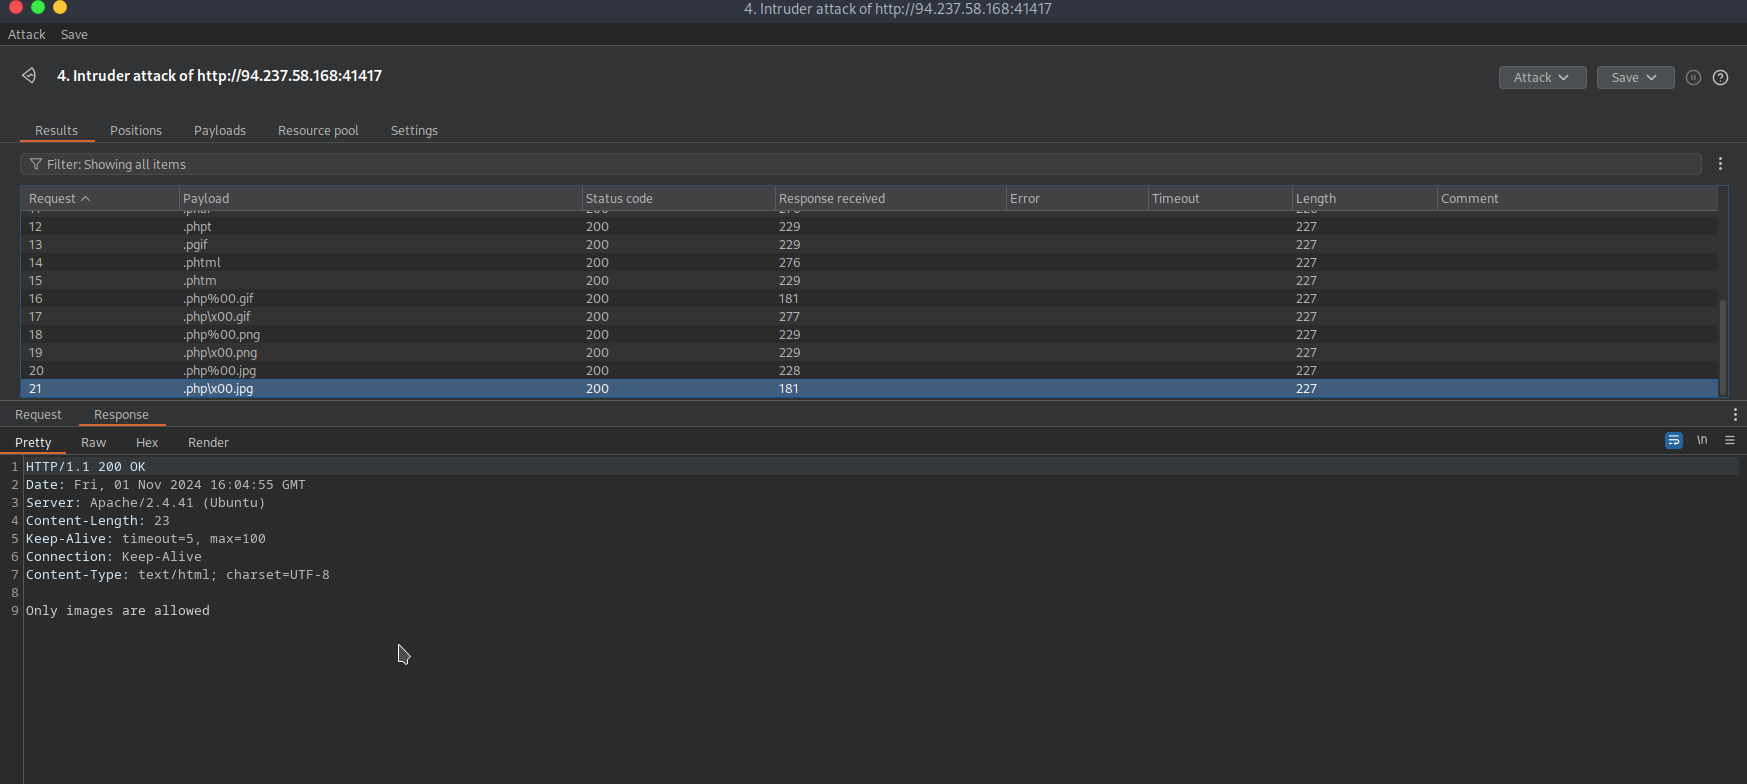 4. Intruder attack of http://94.237.58.168:41417
Attack Save
4. Intruder attack of http://94.237.58.168:41417
Attack Save
Results Positions Payloads Resource pool Settings
Filter: Showing all items
Request Payload Status code Response received Error Timeout Length Comment
12 .phpt 200 229 227
13 .pgif 200 229 227
14 .phtml 200 276 227
15 .phtm 200 229 227
16 .php%00.gif 200 181 227
17 .php\x00.gif 200 277 227
18 .php%00.png 200 229 227
19 .php\x00.png 200 229 227
20 .php%00.jpg 200 228 227
21 .php\x00.jpg 200 181 227
Request Response
Pretty Raw Hex Render \n
1 HTTP/1.1 200 OK
2 Date: Fri, 01 Nov 2024 16:04:55 GMT
3 Server: Apache/2.4.41 (Ubuntu)
4 Content-Length: 23
5 Keep-Alive: timeout=5, max=100
6 Connection: Keep-Alive
7 Content-Type: text/html; charset=UTF-8
8
9 Only images are allowed